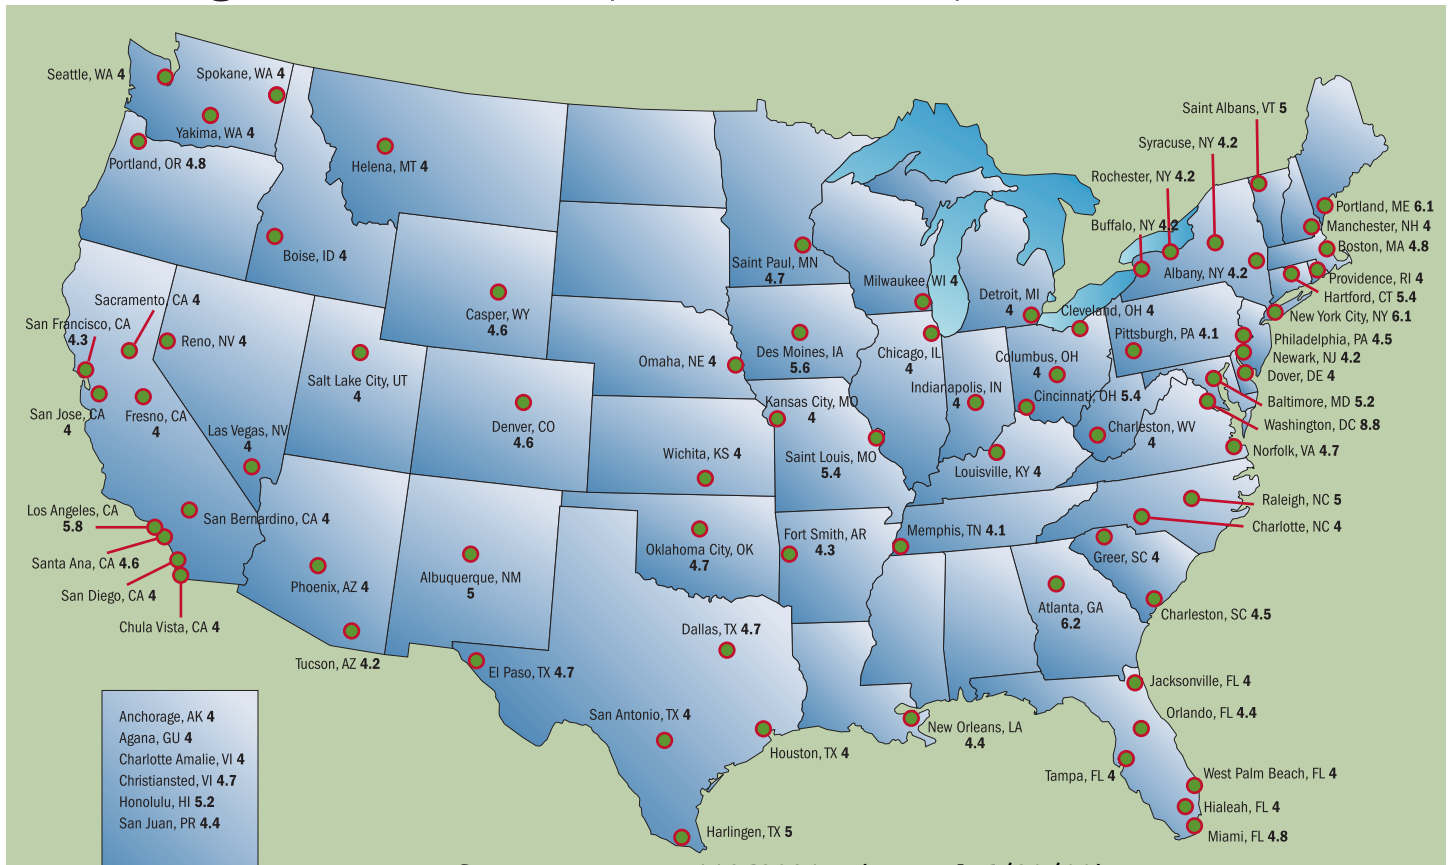 Seattle, WA 4
Spokane, WA 4
Yakima, WA 4
Portland, OR 4.8
Helena, MT 4
Boise, ID 4
Casper, WY
4.6
Sacramento, CA 4
San Francisco, CA
4.3
Reno, NV 4
San Jose, CA
4
Fresno, CA
4
Las Vegas, NV
4
Salt Lake City, UT
4
Denver, CO
4.6
Los Angeles, CA
5.8
San Bernardino, CA 4
Santa Ana, CA 4.6
San Diego, CA 4
Chula Vista, CA 4
Phoenix, AZ 4
Tucson, AZ 4.2
Albuquerque, NM
5
El Paso, TX 4.7
Saint Paul, MN
4.7
Omaha, NE 4
Des Moines, IA
5.6
Wichita, KS 4
Kansas City, MO
4
Saint Louis, MO
5.4
Oklahoma City, OK
4.7
Fort Smith, AR
4.3
Dallas, TX 4.7
San Antonio, TX 4
Houston, TX 4
Harlingen, TX 5
New Orleans, LA
4.4
Milwaukee, WI 4
Chicago, IL
4
Detroit, MI
4
Indianapolis, IN
4
Cleveland, OH 4
Columbus, OH
4
Cincinnati, OH 5.4
Louisville, KY 4
Charleston, WV
4
Memphis, TN 4.1
Saint Albans, VT 5
Syracuse, NY 4.2
Rochester, NY 4.2
Buffalo, NY 4.2
Albany, NY 4.2
Portland, ME 6.1
Manchester, NH 4
Boston, MA 4.8
Providence, RI 4
Hartford, CT 5.4
New York City, NY 6.1
Pittsburgh, PA 4.1
Philadelphia, PA 4.5
Newark, NJ 4.2
Dover, DE 4
Baltimore, MD 5.2
Washington, DC 8.8
Norfolk, VA 4.7
Raleigh, NC 5
Charlotte, NC 4
Greer, SC 4
Charleston, SC 4.5
Atlanta, GA
6.2
Jacksonville, FL 4
Orlando, FL 4.4
Tampa, FL 4
West Palm Beach, FL 4
Hialeah, FL 4
Miami, FL 4.8
Anchorage, AK 4
Agana, GU 4
Charlotte Amalie, VI 4
Christiansted, VI 4.7
Honolulu, HI 5.2
San Juan, PR 4.4